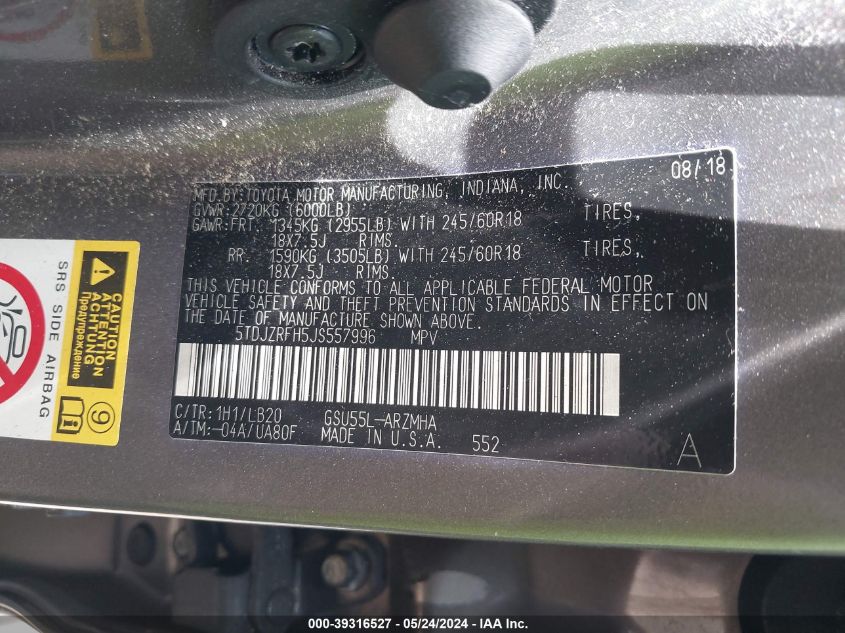 08/18
MFD.BY:TOYOTA MOTOR MANUFACTURING, INDIANA, INC.
GVWR:2720KG (6000LB)
GAWR:FRT. 1345KG (2955LB) WITH 245/60R18 TIRES,
18X7.5J RIMS.
RR. 1590KG (3505LB) WITH 245/60R18 TIRES,
18X7.5J RIMS.
THIS VEHICLE CONFORMS TO ALL APPLICABLE FEDERAL MOTOR
VEHICLE SAFETY AND THEFT PREVENTION STANDARDS IN EFFECT ON
THE DATE OF MANUFACTURE SHOWN ABOVE.
5TDJZRFH5JS557996 MPV
C/TR: 1H1/LB20 GSU55L-ARZMHA
A/TM: -04A/UA80F MADE IN U.S.A. 552
A
SRS SIDE AIRBAG
CAUTION
ATTENTION
ACHTUNG
Предупреждение
9
000-39316527 - 05/24/2024 - IAA Inc.